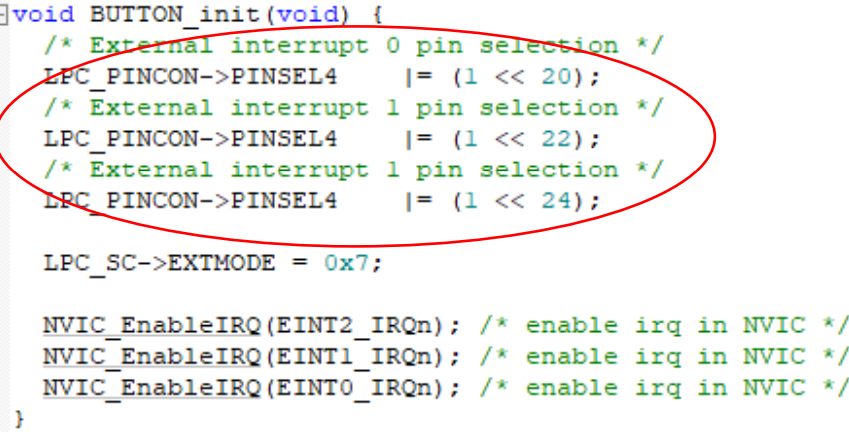 void BUTTON_init(void) {
/* External interrupt 0 pin selection */
LPC_PINCON->PINSEL4 |= (1 << 20);
/* External interrupt 1 pin selection */
LPC_PINCON->PINSEL4 |= (1 << 22);
/* External interrupt 1 pin selection */
LPC_PINCON->PINSEL4 |= (1 << 24);
LPC_SC->EXTMODE = 0x7;
NVIC_EnableIRQ(EINT2_IRQn); /* enable irq in NVIC */
NVIC_EnableIRQ(EINT1_IRQn); /* enable irq in NVIC */
NVIC_EnableIRQ(EINT0_IRQn); /* enable irq in NVIC */
}